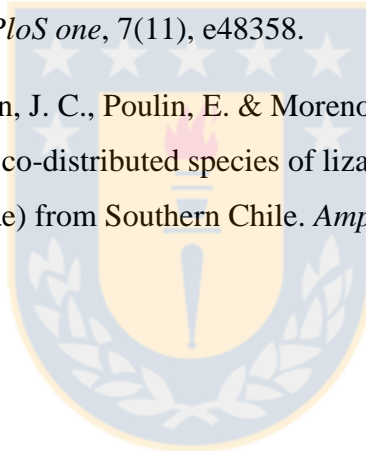 PloS one, 7(11), e48358.
n, J. C., Poulin, E. & Moreno
co-distributed species of liza
e) from Southern Chile. Amp